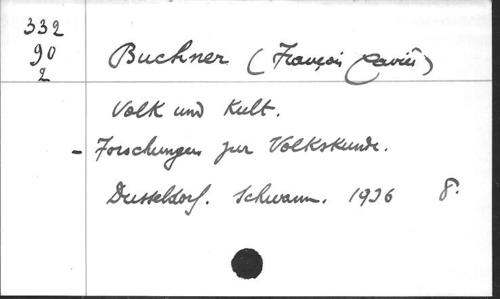 332
90
2
Buchner (François Xavier)
Volk und Kult.
- Forschungen zur Volkskunde.
Dusseldorf. Schwann. 1936 8.